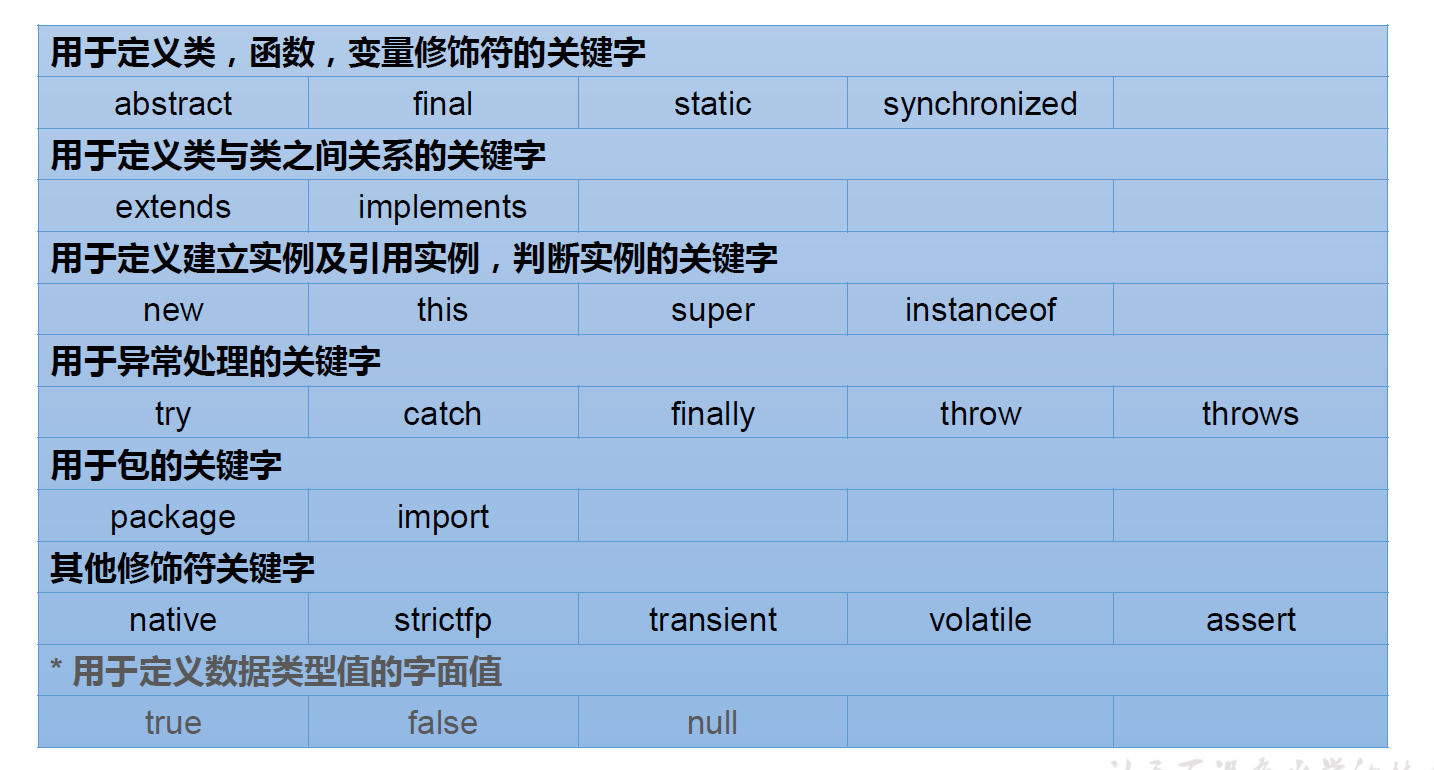 用于定义类，函数，变量修饰符的关键字
abstract final static synchronized
用于定义类与类之间关系的关键字
extends implements
用于定义建立实例及引用实例，判断实例的关键字
new this super instanceof
用于异常处理的关键字
try catch finally throw throws
用于包的关键字
package import
其他修饰符关键字
native strictfp transient volatile assert
* 用于定义数据类型值的字面值
true false null